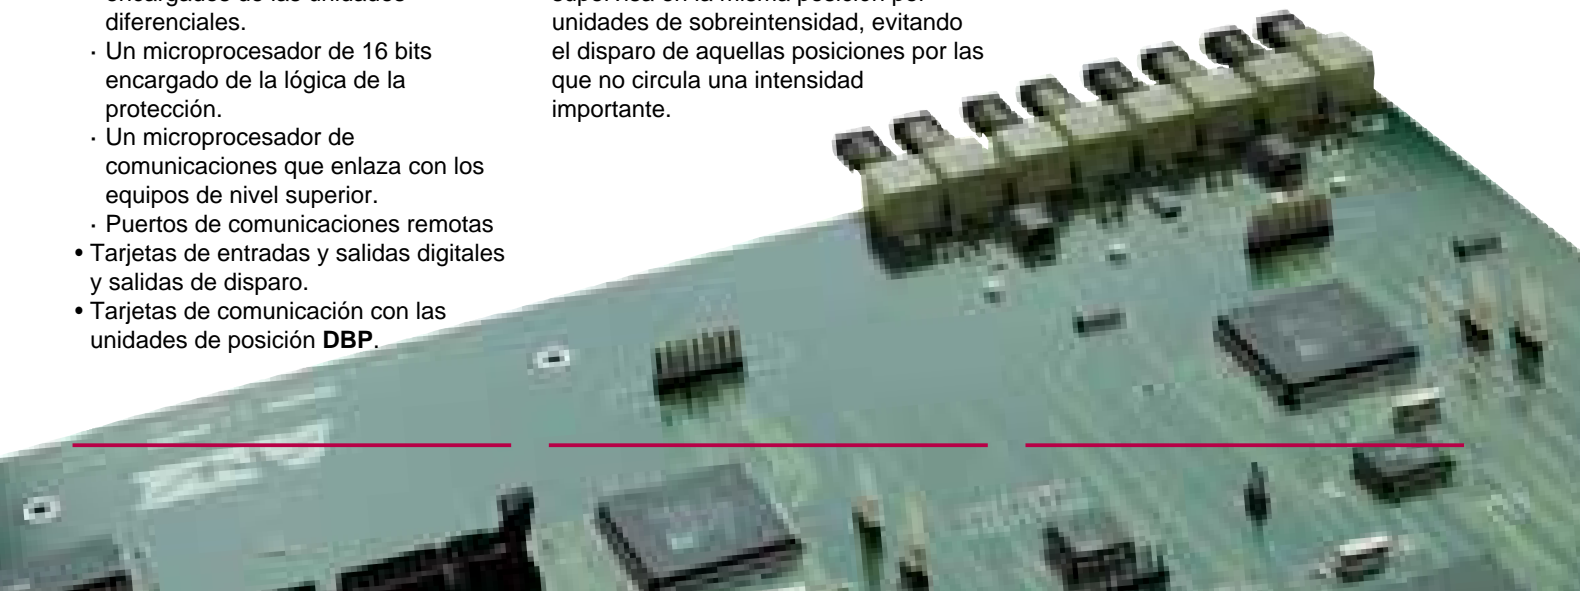 diferenciales.
· Un microprocesador de 16 bits
encargado de la lógica de la
protección.
· Un microprocesador de
comunicaciones que enlaza con los
equipos de nivel superior.
· Puertos de comunicaciones remotas
• Tarjetas de entradas y salidas digitales
y salidas de disparo.
• Tarjetas de comunicación con las
unidades de posición DBP.
unidades de sobreintensidad, evitando
el disparo de aquellas posiciones por las
que no circula una intensidad
importante.